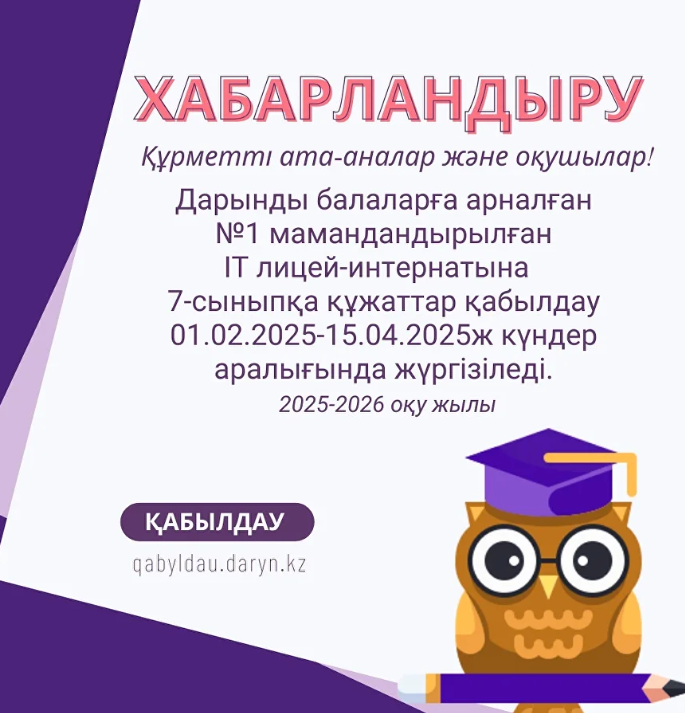 ХАБАРЛАНДЫРУ
Құрметті ата-аналар және оқушылар!
Дарынды балаларға арналған
№1 мамандандырылған
IT лицей-интернатына
7-сыныпқа құжаттар қабылдау
01.02.2025-15.04.2025ж күндер
аралығында жүргізіледі.
2025-2026 оқу жылы
ҚАБЫЛДАУ
qabyldau.daryn.kz